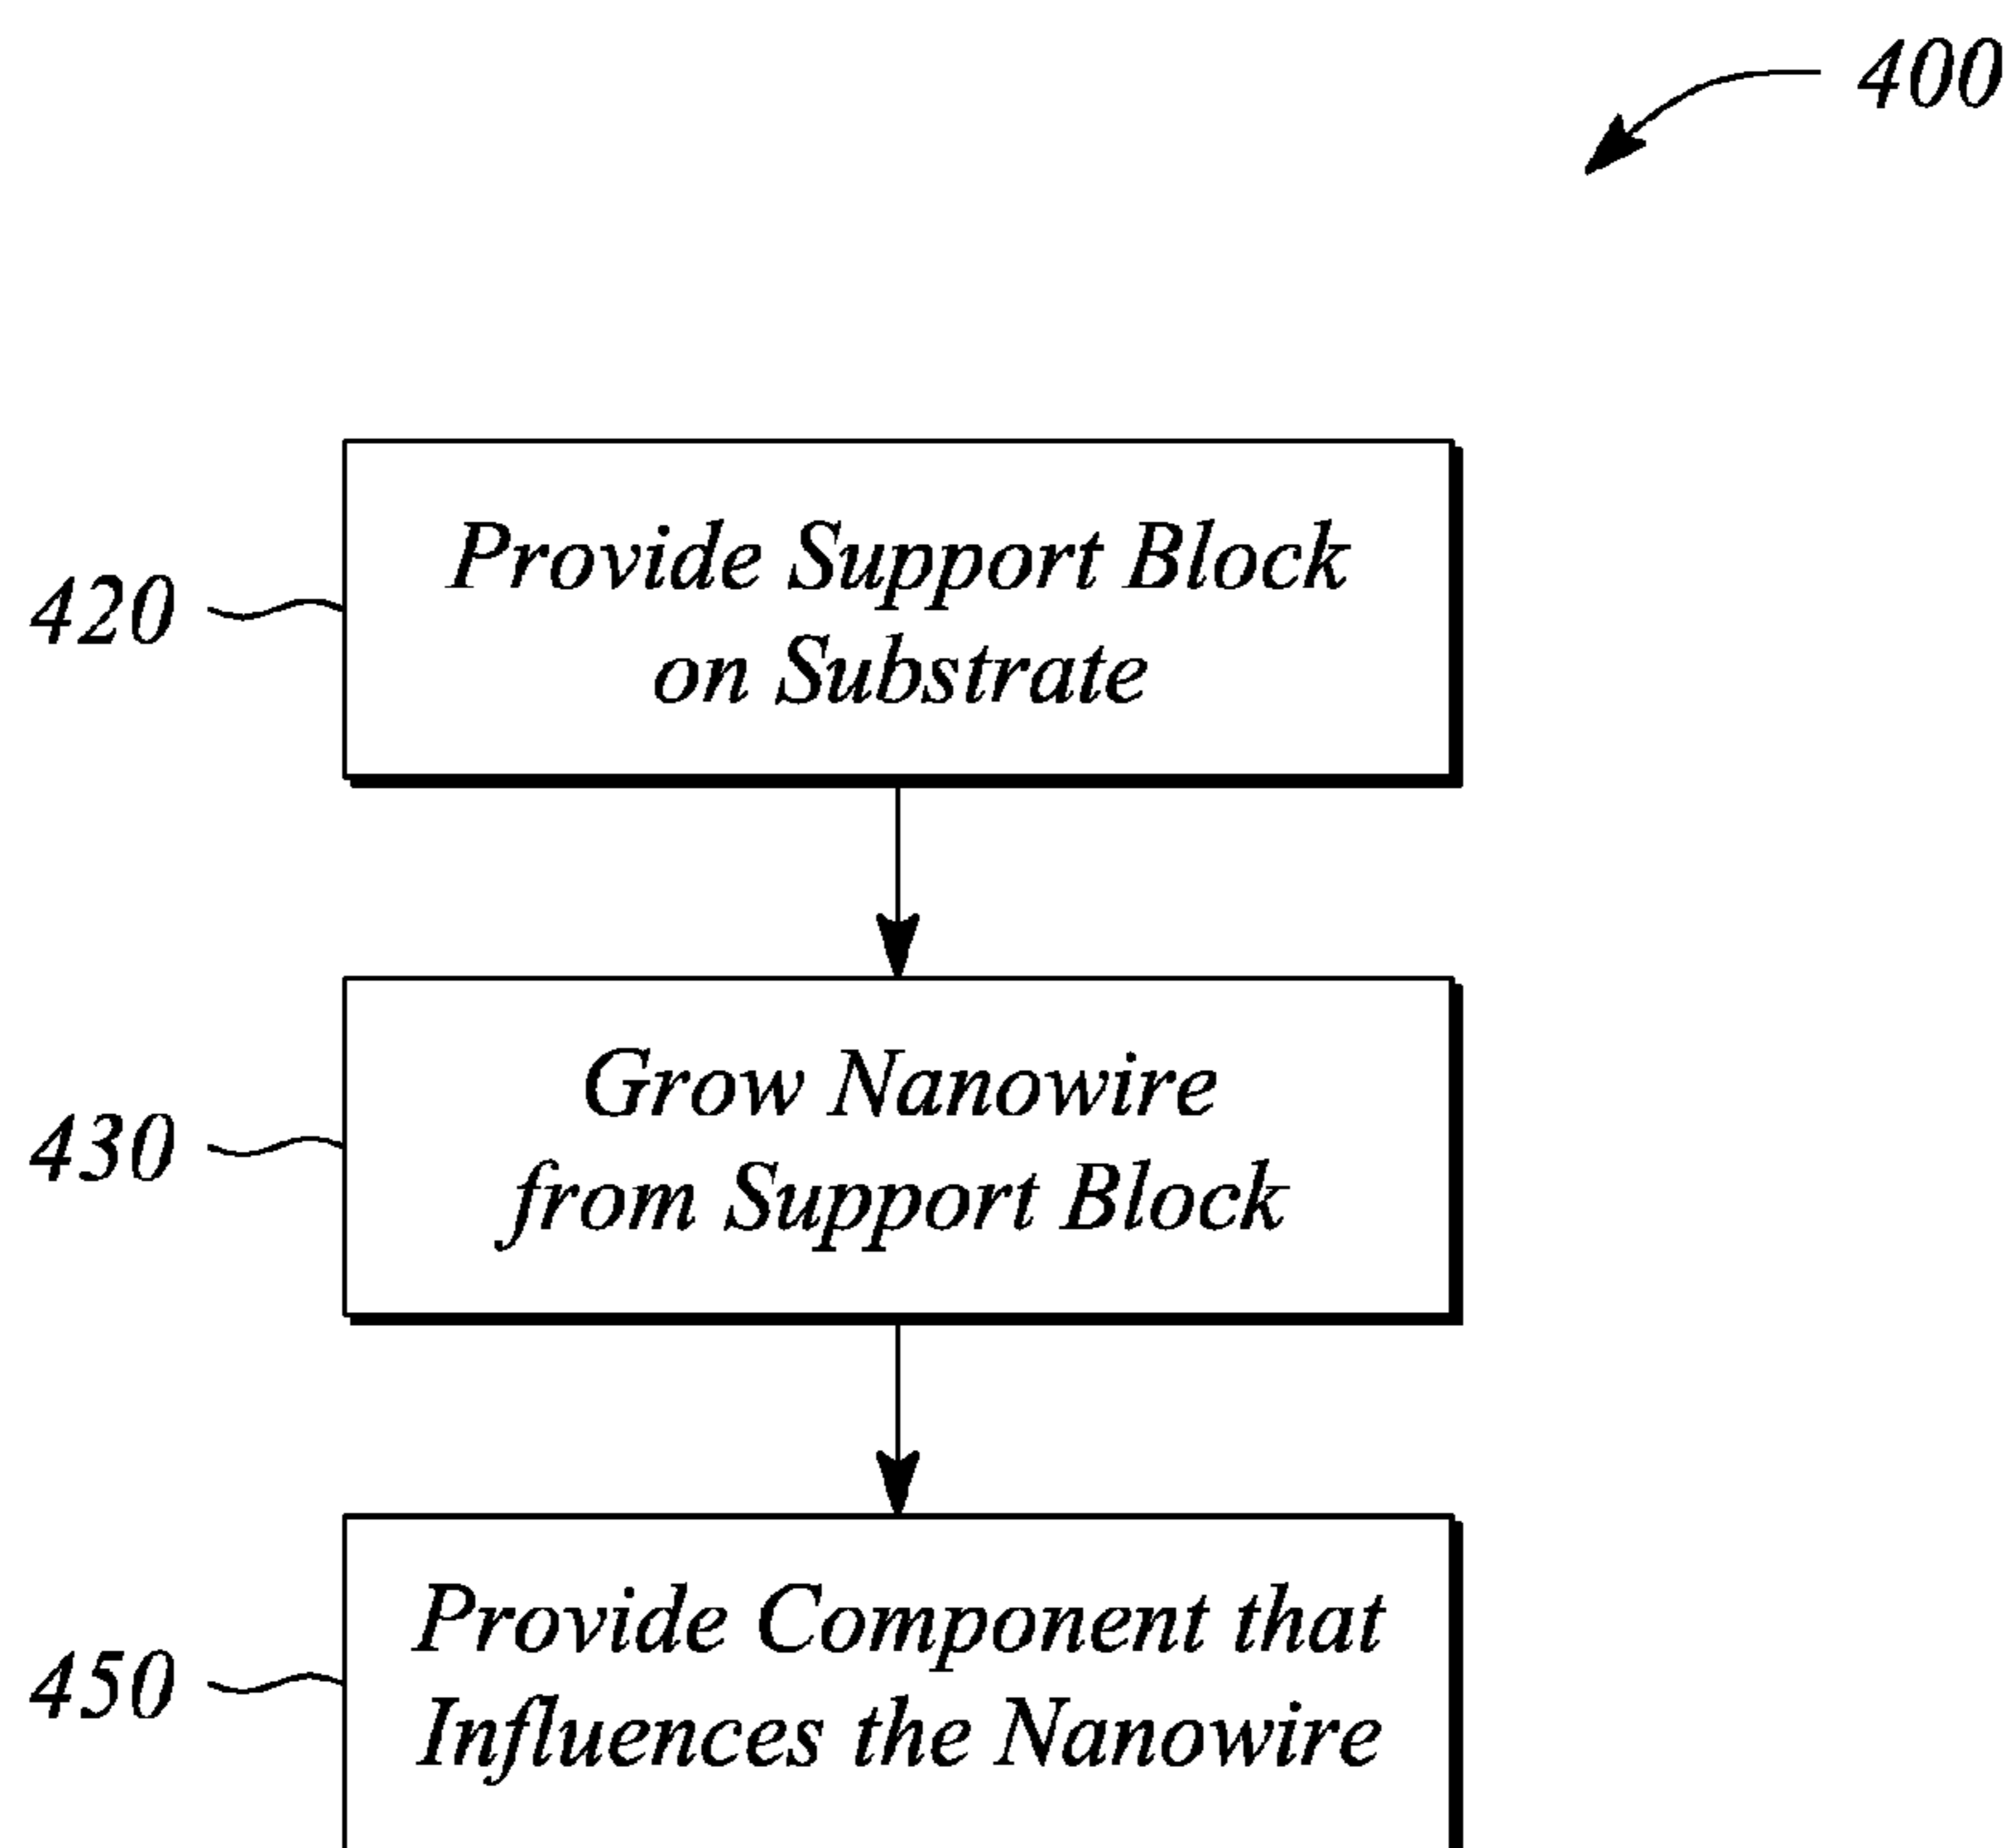 400
420
Provide Support Block
on Substrate
430
Grow Nanowire
from Support Block
450
Provide Component that
Influences the Nanowire